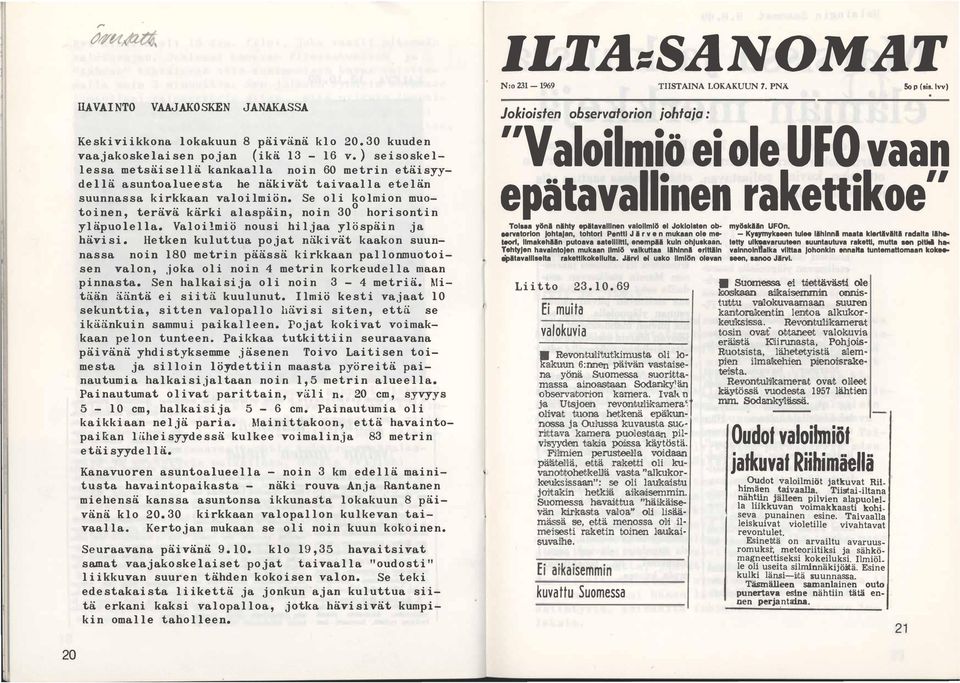 översatt
HAVAINTO VAAJAKOSKEN JANAKASSA
Keskiviikkona lokakuun 8 päivänä klo 20.30 kuuden
vaajakoskelaisen pojan (ikä 13 - 16 v.) seisoskel-
lessa metsäisellä kankaalla noin 60 metrin etäisyy-
dellä asuntoalueesta he näkivät taivaalla etelän
suunnassa kirkkaan valoilmiön. Se oli kolmion muo-
toinen, terävä kärki alaspäin, noin 30° horisontin
yläpuolella. Valoilmiö nousi hiljaa ylöspäin ja
hävisi. Hetken kuluttua pojat näkivät kaakon suun-
nassa noin 180 metrin päässä kirkkaan pallonmuotoi-
sen valon, joka oli noin 4 metrin korkeudella maan
pinnasta. Sen halkaisija oli noin 3 - 4 metriä. Mi-
tään ääntä ei siitä kuulunut. Ilmiö kesti vajaat 10
sekunttia, sitten valopallo hävisi siten, että se
ikäänkuin sammui paikalleen. Pojat kokivat voimak-
kaan pelon tunteen. Paikkaa tutkittiin seuraavana
päivänä yhdistyksemme jäsenen Toivo Laitisen toi-
mesta ja silloin löydettiin maasta pyöreitä pai-
nautumia halkaisijaltaan noin 1,5 metrin alueella.
Painautumat olivat parittain, väli n. 20 cm, syvyys
5 - 10 cm, halkaisija 5 - 6 cm. Painautumia oli
kaikkiaan neljä paria. Mainittakoon, että havainto-
paikan läheisyydessä kulkee voimalinja 83 metrin
etäisyydellä.
Kanavuoren asuntoalueella - noin 3 km edellä maini-
tusta havaintopaikasta - näki rouva Anja Rantanen
miehensä kanssa asuntonsa ikkunasta lokakuun 8 päi-
vänä klo 20.30 kirkkaan valopallon kulkevan tai-
vaalla. Kertojan mukaan se oli noin kuun kokoinen.
Seuraavana päivänä 9.10. klo 19,35 havaitsivat
samat vaajakoskelaiset pojat taivaalla "oudosti"
liikkuvan suuren tähden kokoisen valon. Se teki
edestakaista liikettä ja jonkun ajan kuluttua sii-
tä erkani kaksi valopalloa, jotka hävisivät kumpi-
kin omalle taholleen.
20
ILTA-SANOMAT
N:o 231 — 1969 TIISTAINA LOKAKUUN 7. PNÄ 50 p (sis. lvv)
Jokioisten observatorion johtaja:
"Valoilmiö ei ole UFO vaan
epätavallinen rakettikoe"
Toissa yönä nähty epätavallinen valoilmiö ei Jokioisten ob-
servatorion johtajan, tohtori Pentti Järven mukaan ole me-
teori, ilmakehään putoava satelliitti, enempää kuin ohjuskaan.
Tehtyjen havaintojen mukaan ilmiö vaikuttaa lähinnä erittäin
epätavalliselta rakettikokeilulta. Järvi ei usko ilmiön olevan
myöskään UFOn.
— Kysymykseen tulee lähinnä maasta kiertävältä radalta lähe-
tetty ulkoavaruuteen suuntautuva raketti, mutta sen pitkä ha-
vainnointiaika viittaa johonkin ennalta tuntemattomaan kokee-
seen, sanoo Järvi.
Liitto 23.10.69
Ei muita
valokuvia
■ Revontulitutkimusta oli lo-
kakuun 6:nnen päivän vastaise-
na yönä Suomessa suoritta-
massa ainoastaan Sodankylän
observatorion kamera. Ivalon
ja Utsjoen revontulikamerat
olivat tuona hetkenä epäkun-
nossa ja Oulussa kuvausta suo-
rittava kamera puolestaan pil-
visyyden takia poissa käytöstä.
Filmien perusteella voidaan
päätellä, että raketti oli ku-
vanottohetkellä vasta "alkukor-
keuksissaan": se oli laukaistu
joitakin hetkiä aikaisemmin.
Suomessa havaittua "häikäise-
vän kirkasta valoa" oli lisää-
mässä se, että menossa oli il-
meisesti raketin toinen laukai-
suvaihe.
Ei aikaisemmin
kuvattu Suomessa
■ Suomessa ei tiettävästi ole
koskaan aikaisemmin onnis-
tuttu valokuvaamaan suuren
kantorakentin lentoa alkukor-
keuksissa. Revontulikamerat
tosin ovat ottaneet valokuvia
eräistä Kiirunasta, Pohjois-
Ruotsista, lähetetyistä alem-
pien ilmakehien pienoisrake-
teista.
Revontulikamerat ovat olleet
käytössä vuodesta 1957 lähtien
mm. Sodankylässä.
Oudot valoilmiöt
jatkuvat Riihimäellä
Oudot valoilmiöt jatkuvat Rii-
himäen taivaalla. Tiistai-iltana
nähtiin jälleen pilvien alapuolel-
la liikkuvan voimakkaasti kohi-
seva punainen esine. Taivaalla
leiskuivat violetille vivahtavat
revontulet.
Esinettä on arvailtu avaruus-
romuksi, meteoriitiksi ja sähkö-
magneettiseksi kokeiluksi. Ilmiöl-
le oli useita silminnäkijöitä. Esine
kulki länsi—itä suunnassa.
Täsmälleen samanlainen outo
punertava esine nähtiin tätä en-
nen perjantaina.
21